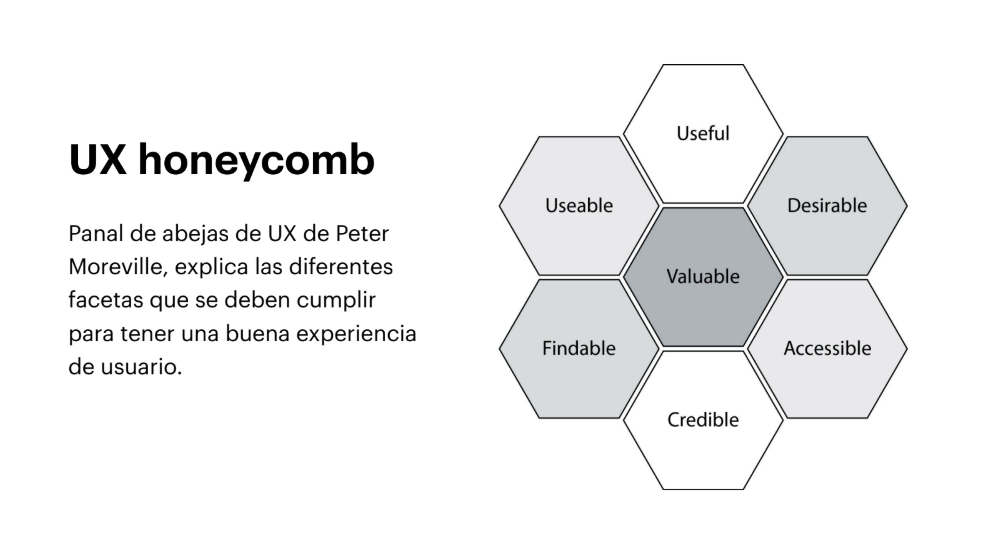 UX honeycomb
Panal de abejas de UX de Peter
Moreville, explica las diferentes
facetas que se deben cumplir
para tener una buena experiencia
de usuario.
Useful
Useable
Desirable
Valuable
Findable
Accessible
Credible